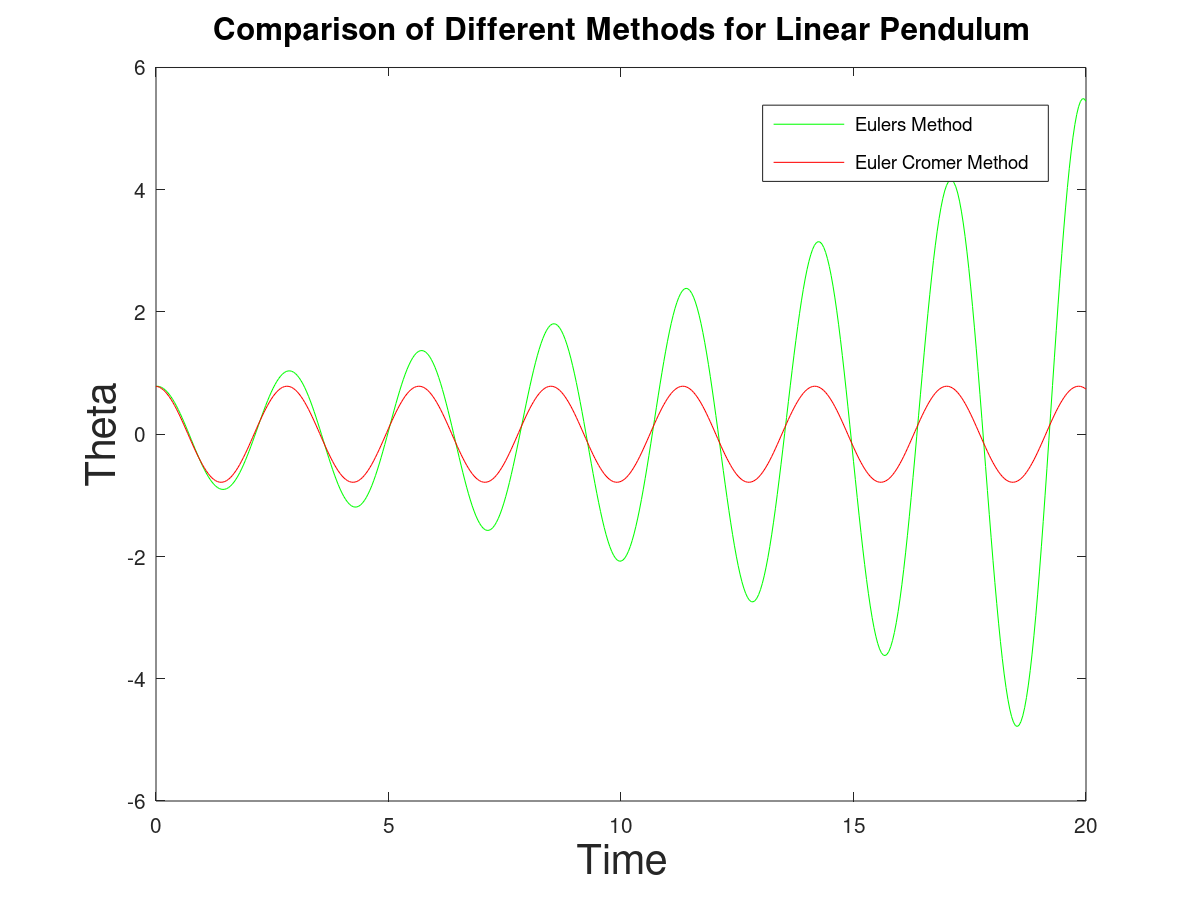 Comparison of Different Methods for Linear Pendulum
6
Eulers Method
Euler Cromer Method
4
2
0
-2
-4
-6
Theta
0 5 10 15 20
Time